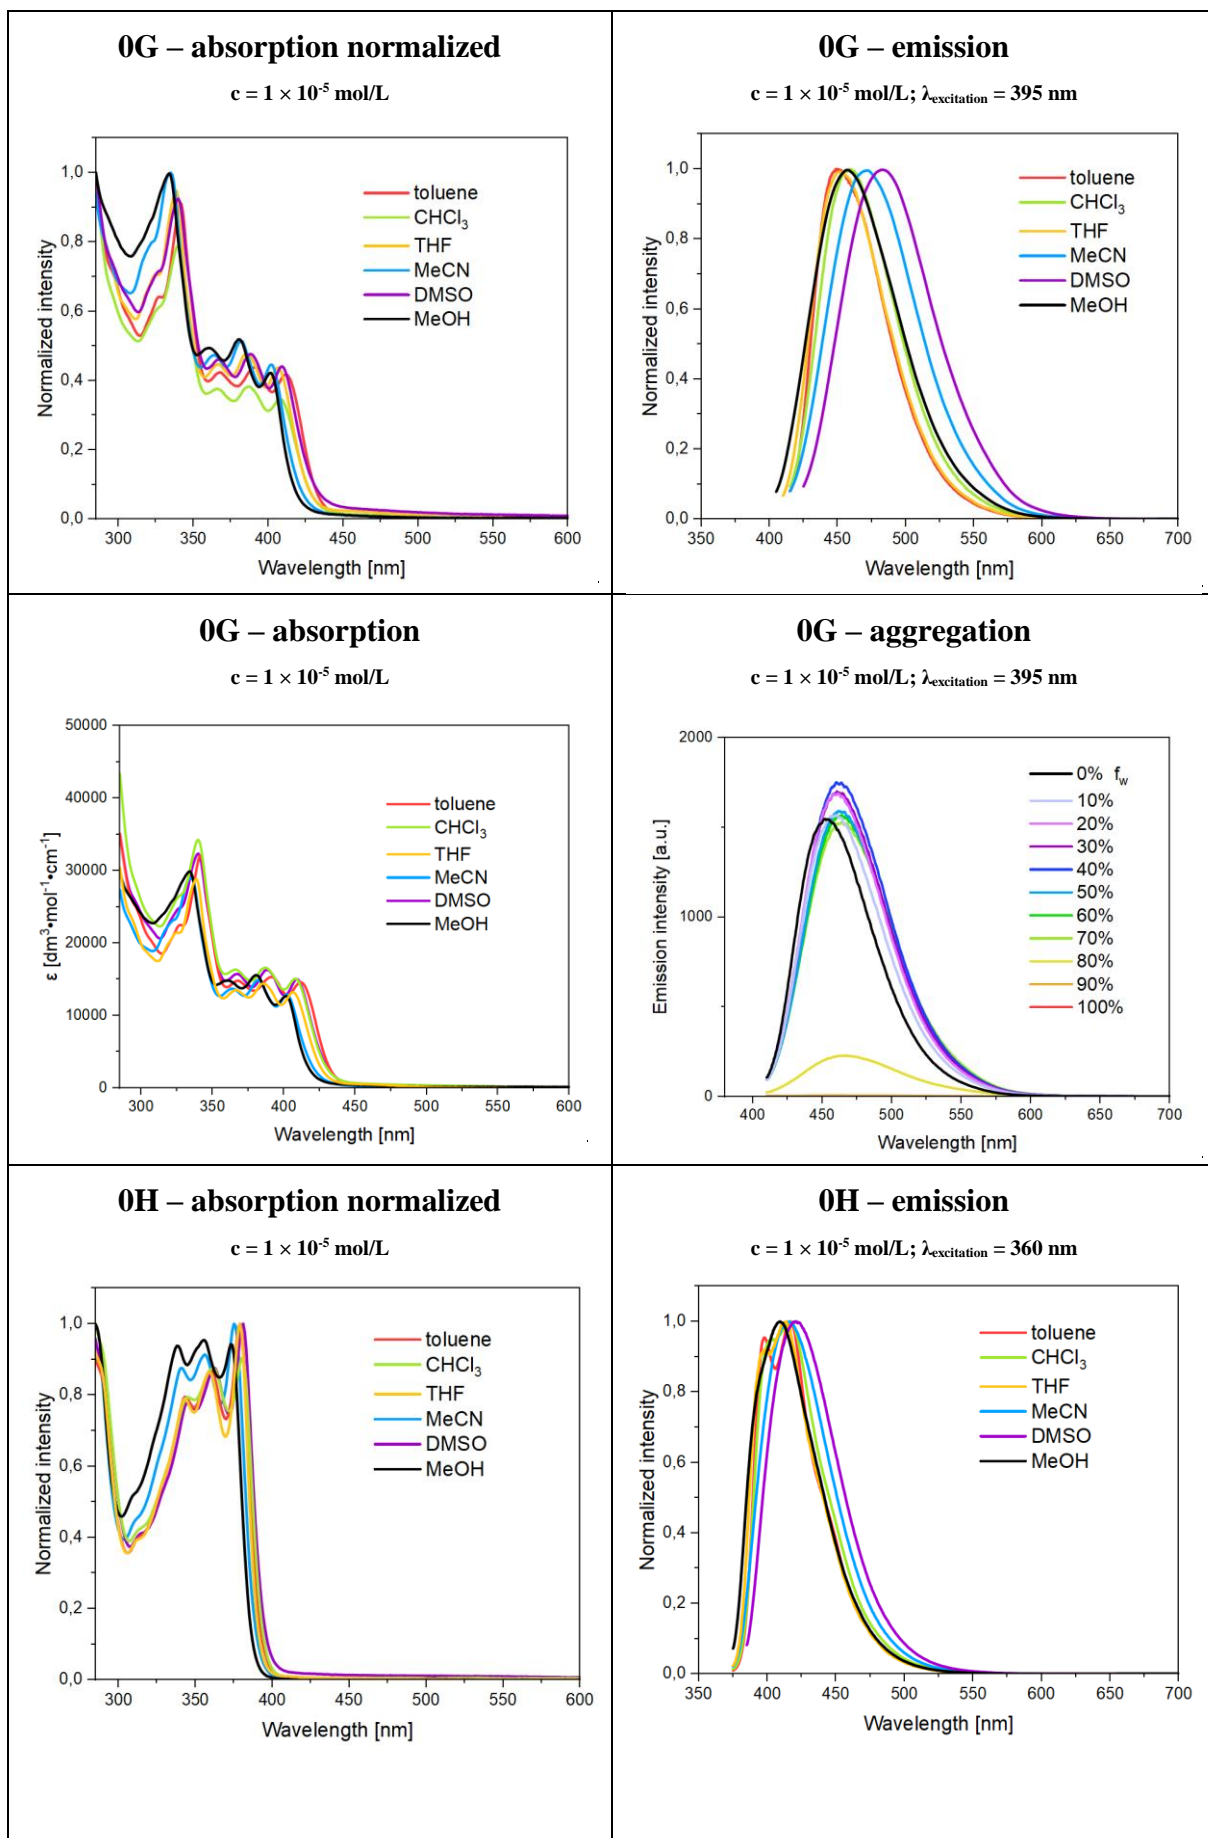 0G – absorption normalized
c = 1 × 10-5 mol/L
1,0
0,8
0,6
0,4
0,2
0,0
Normalized intensity
300 350 400 450 500 550 600
Wavelength [nm]
toluene
CHCl3
THF
MeCN
DMSO
MeOH
0G – emission
c = 1 × 10-5 mol/L; λexcitation = 395 nm
1,0
0,8
0,6
0,4
0,2
0,0
Normalized intensity
350 400 450 500 550 600 650 700
Wavelength [nm]
toluene
CHCl3
THF
MeCN
DMSO
MeOH
0G – absorption
c = 1 × 10-5 mol/L
50000
40000
30000
20000
10000
0
ε [dm3•mol-1•cm-1]
300 350 400 450 500 550 600
Wavelength [nm]
toluene
CHCl3
THF
MeCN
DMSO
MeOH
0G – aggregation
c = 1 × 10-5 mol/L; λexcitation = 395 nm
2000
1000
0
Emission intensity [a.u.]
400 450 500 550 600 650 700
Wavelength [nm]
0% fw
10%
20%
30%
40%
50%
60%
70%
80%
90%
100%
0H – absorption normalized
c = 1 × 10-5 mol/L
1,0
0,8
0,6
0,4
0,2
0,0
Normalized intensity
300 350 400 450 500 550 600
Wavelength [nm]
toluene
CHCl3
THF
MeCN
DMSO
MeOH
0H – emission
c = 1 × 10-5 mol/L; λexcitation = 360 nm
1,0
0,8
0,6
0,4
0,2
0,0
Normalized intensity
350 400 450 500 550 600 650 700
Wavelength [nm]
toluene
CHCl3
THF
MeCN
DMSO
MeOH